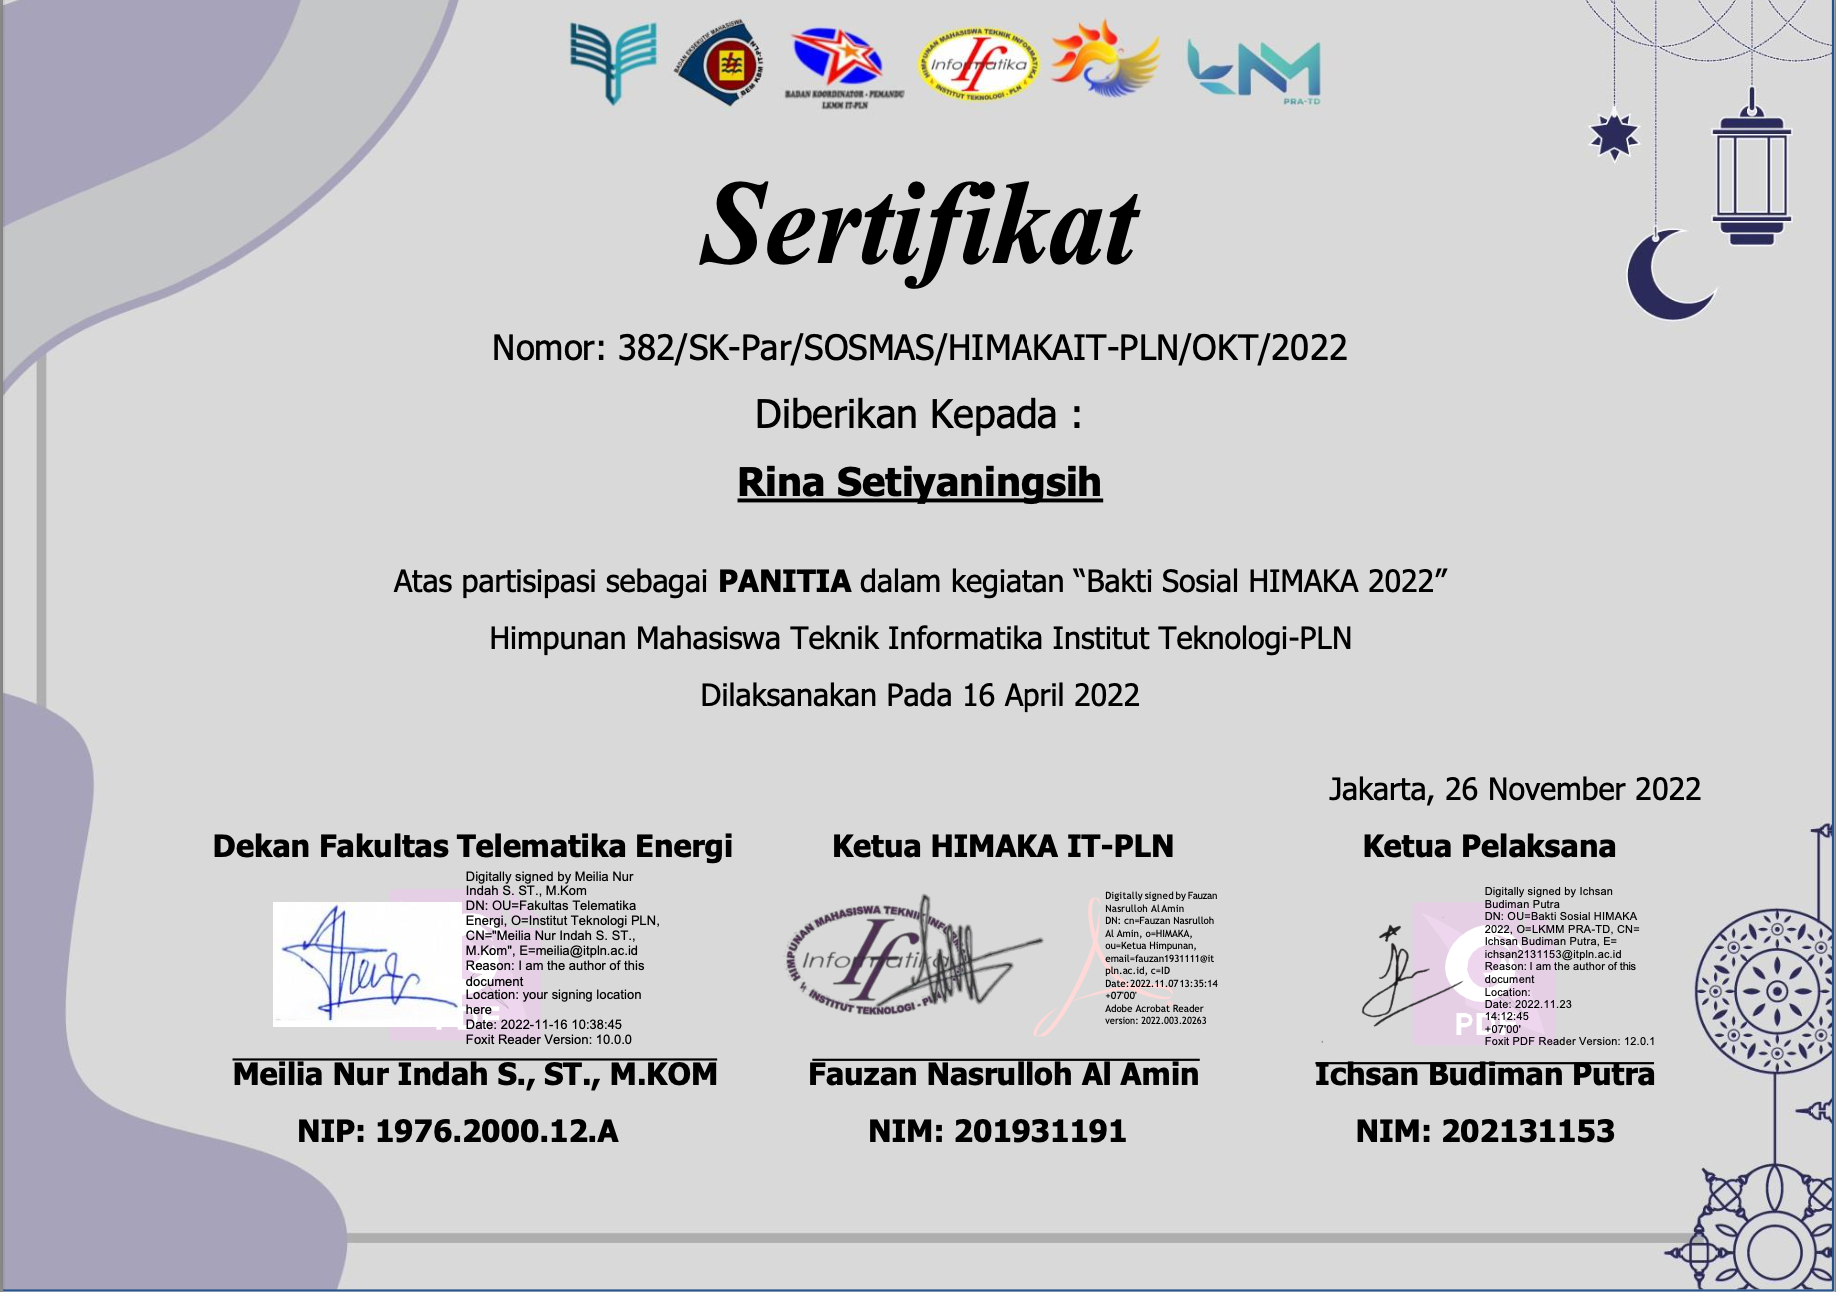 BADAN EKSEKUTIF MAHASISWA
BEM KBM IT-PLN
BADAN KOORDINATOR - PEMANDU
LKMM IT-PLN
HIMPUNAN MAHASISWA TEKNIK INFORMATIKA
Informatika
If
INSTITUT TEKNOLOGI - PLN
LMM
PRA-TD
Sertifikat
Nomor: 382/SK-Par/SOSMAS/HIMAKAIT-PLN/OKT/2022
Diberikan Kepada :
Rina Setiyaningsih
Atas partisipasi sebagai PANITIA dalam kegiatan “Bakti Sosial HIMAKA 2022”
Himpunan Mahasiswa Teknik Informatika Institut Teknologi-PLN
Dilaksanakan Pada 16 April 2022
Jakarta, 26 November 2022
Dekan Fakultas Telematika Energi
Digitally signed by Meilia Nur
Indah S. ST., M.Kom
DN: OU=Fakultas Telematika
Energi, O=Institut Teknologi PLN,
CN="Meilia Nur Indah S. ST.,
M.Kom", E=meilia@itpln.ac.id
Reason: I am the author of this
document
Location: your signing location
here
Date: 2022-11-16 10:38:45
Foxit Reader Version: 10.0.0
Meilia Nur Indah S., ST., M.KOM
NIP: 1976.2000.12.A
Ketua HIMAKA IT-PLN
HIMPUNAN MAHASISWA TEKNIK INFORMATIKA
Informatika
If
INSTITUT TEKNOLOGI - PLN
Digitally signed by Fauzan
Nasrulloh Al Amin
DN: cn=Fauzan Nasrulloh
Al Amin, o=HIMAKA,
ou=Ketua Himpunan,
email=fauzan1931111@it
pln.ac.id, c=ID
Date: 2022.11.07 13:35:14
+07'00'
Adobe Acrobat Reader
version: 2022.003.20263
Fauzan Nasrulloh Al Amin
NIM: 201931191
Ketua Pelaksana
Digitally signed by Ichsan
Budiman Putra
DN: OU=Bakti Sosial HIMAKA
2022, O=LKMM PRA-TD, CN=
Ichsan Budiman Putra, E=
ichsan2131153@itpln.ac.id
Reason: I am the author of this
document
Location:
Date: 2022.11.23
14:12:45
+07'00'
Foxit PDF Reader Version: 12.0.1
Ichsan Budiman Putra
NIM: 202131153